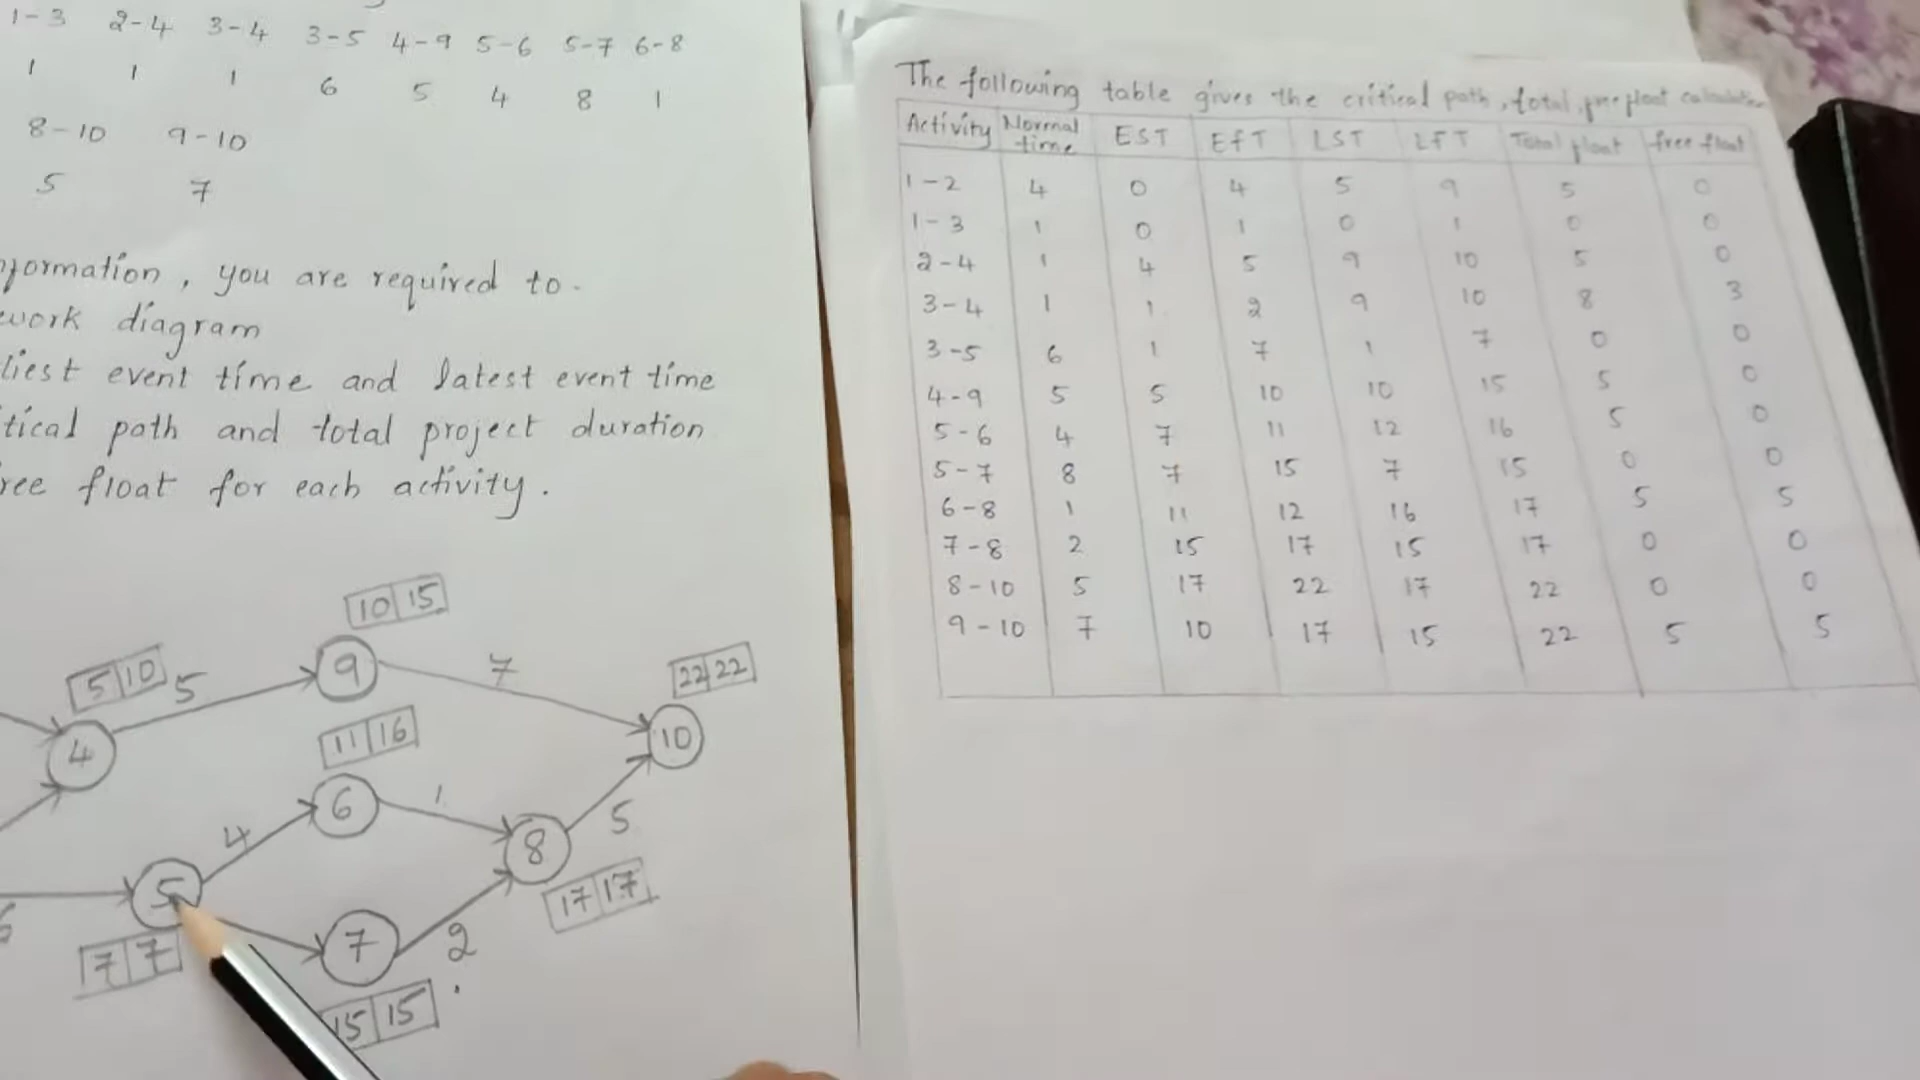 1-3 2-4 3-4 3-5 4-9 5-6 5-7 6-8
1 1 1 6 5 4 8 1
8-10 9-10
5 7
you are required to.
diagram
event time and latest event time
path and total project duration
float for each activity.
10 15
5 10
5
9
7
22 22
4
11 16
10
4
6
1
8
5
5
17 17
7 7
7
2
15 15
The following table gives the critical path, total, free float calculation
Activity Normal time EST EFT LST LFT Total float free float
1-2 4 0 4 5 9 5 0
1-3 1 0 1 0 1 0 0
2-4 1 4 5 9 10 5 0
3-4 1 1 2 9 10 8 3
3-5 6 1 7 1 7 0 0
4-9 5 5 10 10 15 5 0
5-6 4 7 11 12 16 5 0
5-7 8 7 15 7 15 0 0
6-8 1 11 12 16 17 5 5
7-8 2 15 17 15 17 0 0
8-10 5 17 22 17 22 0 0
9-10 7 10 17 15 22 5 5